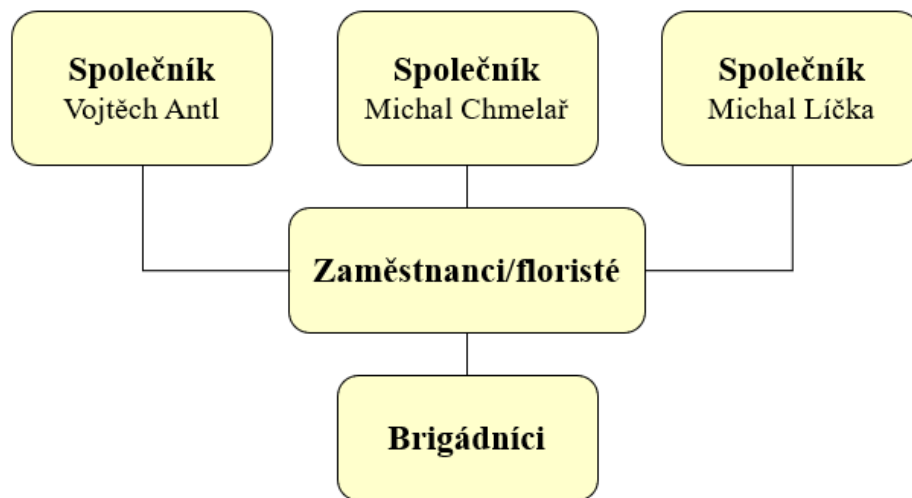 Společník
Vojtěch Antl
Společník
Michal Chmelař
Společník
Michal Líčka
Zaměstnanci/floristé
Brigádníci